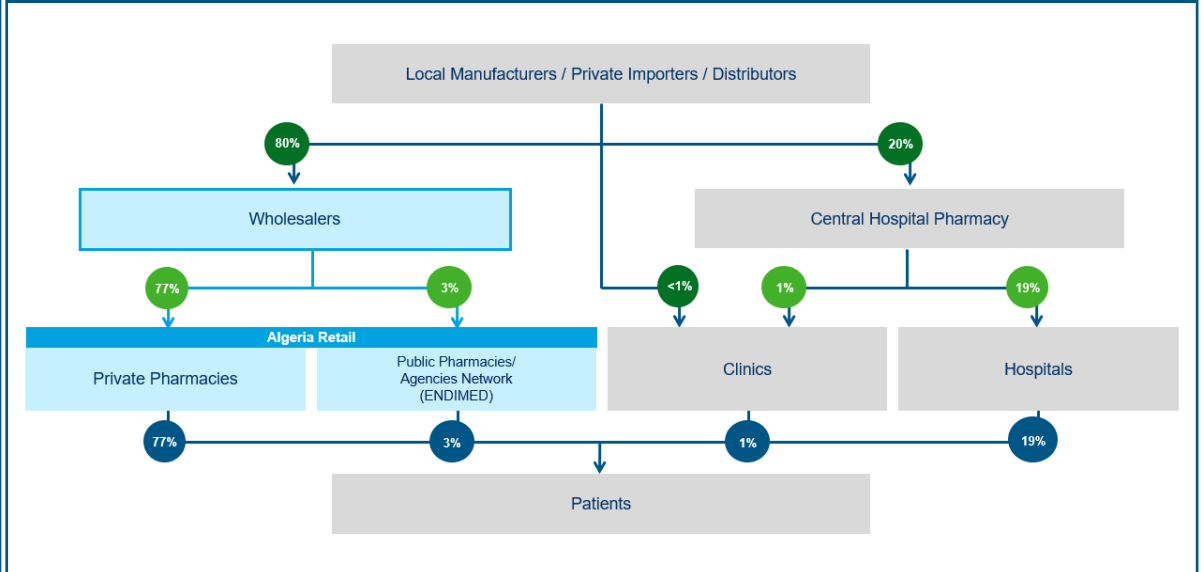 Local Manufacturers / Private Importers / Distributors
80%
20%
Wholesalers
Central Hospital Pharmacy
77%
3%
<1%
1%
19%
Algeria Retail
Private Pharmacies
Public Pharmacies/
Agencies Network
(ENDIMED)
Clinics
Hospitals
77%
3%
1%
19%
Patients